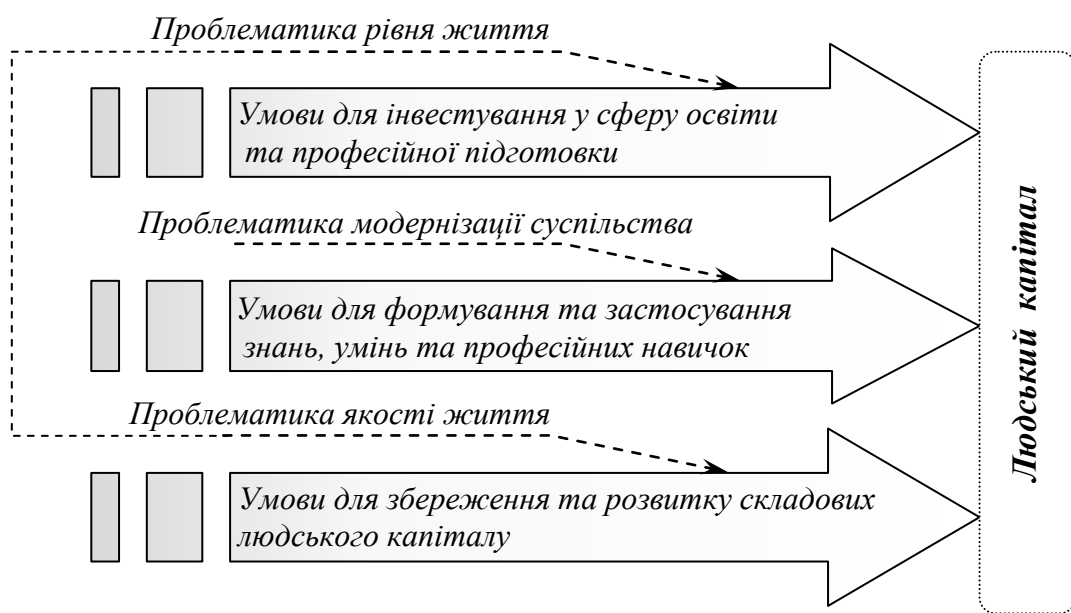 Проблематика рівня життя
Умови для інвестування у сферу освіти
та професійної підготовки
Проблематика модернізації суспільства
Умови для формування та застосування
знань, умінь та професійних навичок
Проблематика якості життя
Умови для збереження та розвитку складових
людського капіталу
Людський капітал